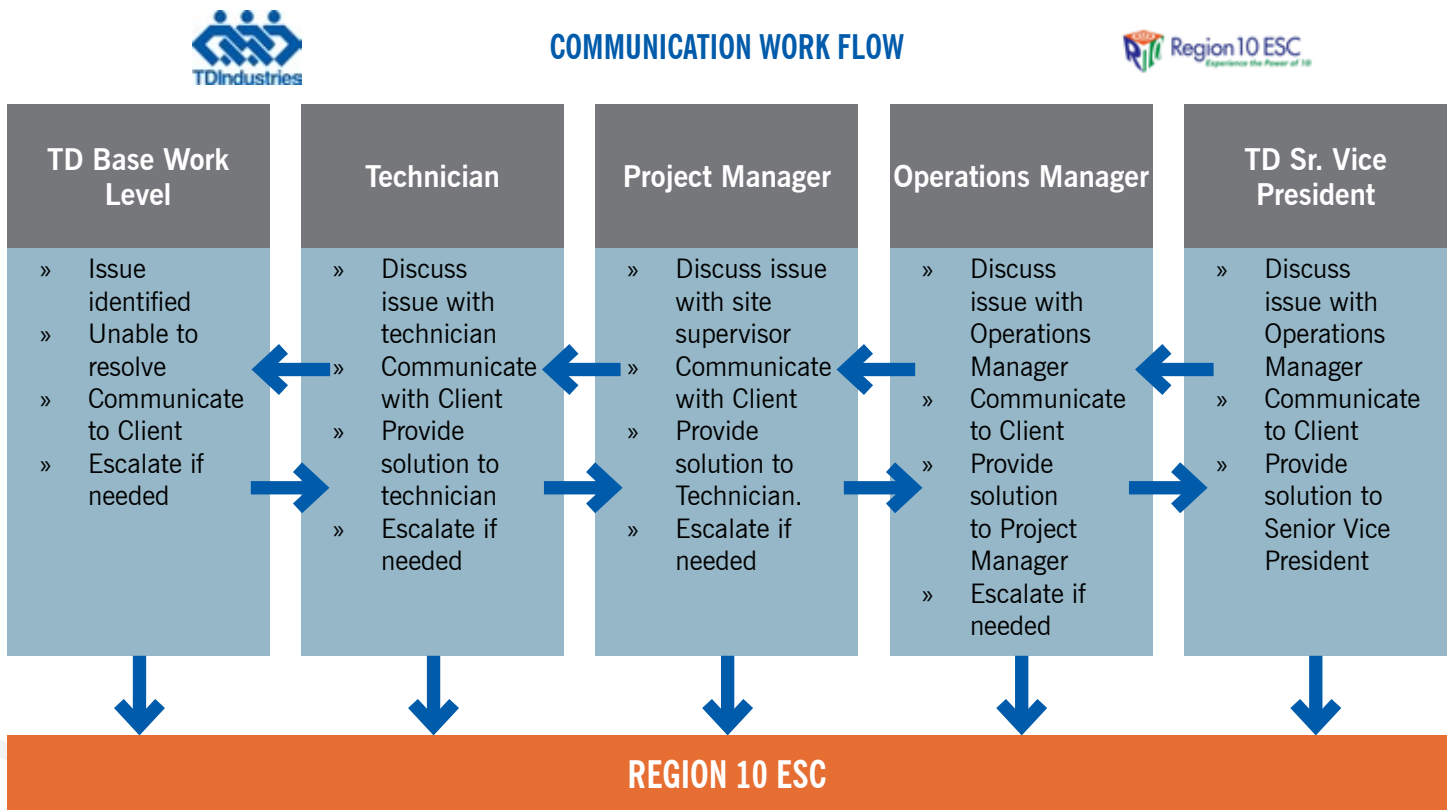 TDIndustries
COMMUNICATION WORK FLOW
Region 10 ESC
Experience the Power of 10
TD Base Work
Level
» Issue
identified
» Unable to
resolve
» Communicate
to Client
» Escalate if
needed
Technician
» Discuss
issue with
technician
» Communicate
with Client
» Provide
solution to
technician
» Escalate if
needed
Project Manager
» Discuss issue
with site
supervisor
» Communicate
with Client
» Provide
solution to
Technician.
» Escalate if
needed
Operations Manager
» Discuss
issue with
Operations
Manager
» Communicate
to Client
» Provide
solution
to Project
Manager
» Escalate if
needed
TD Sr. Vice
President
» Discuss
issue with
Operations
Manager
» Communicate
to Client
» Provide
solution to
Senior Vice
President
REGION 10 ESC